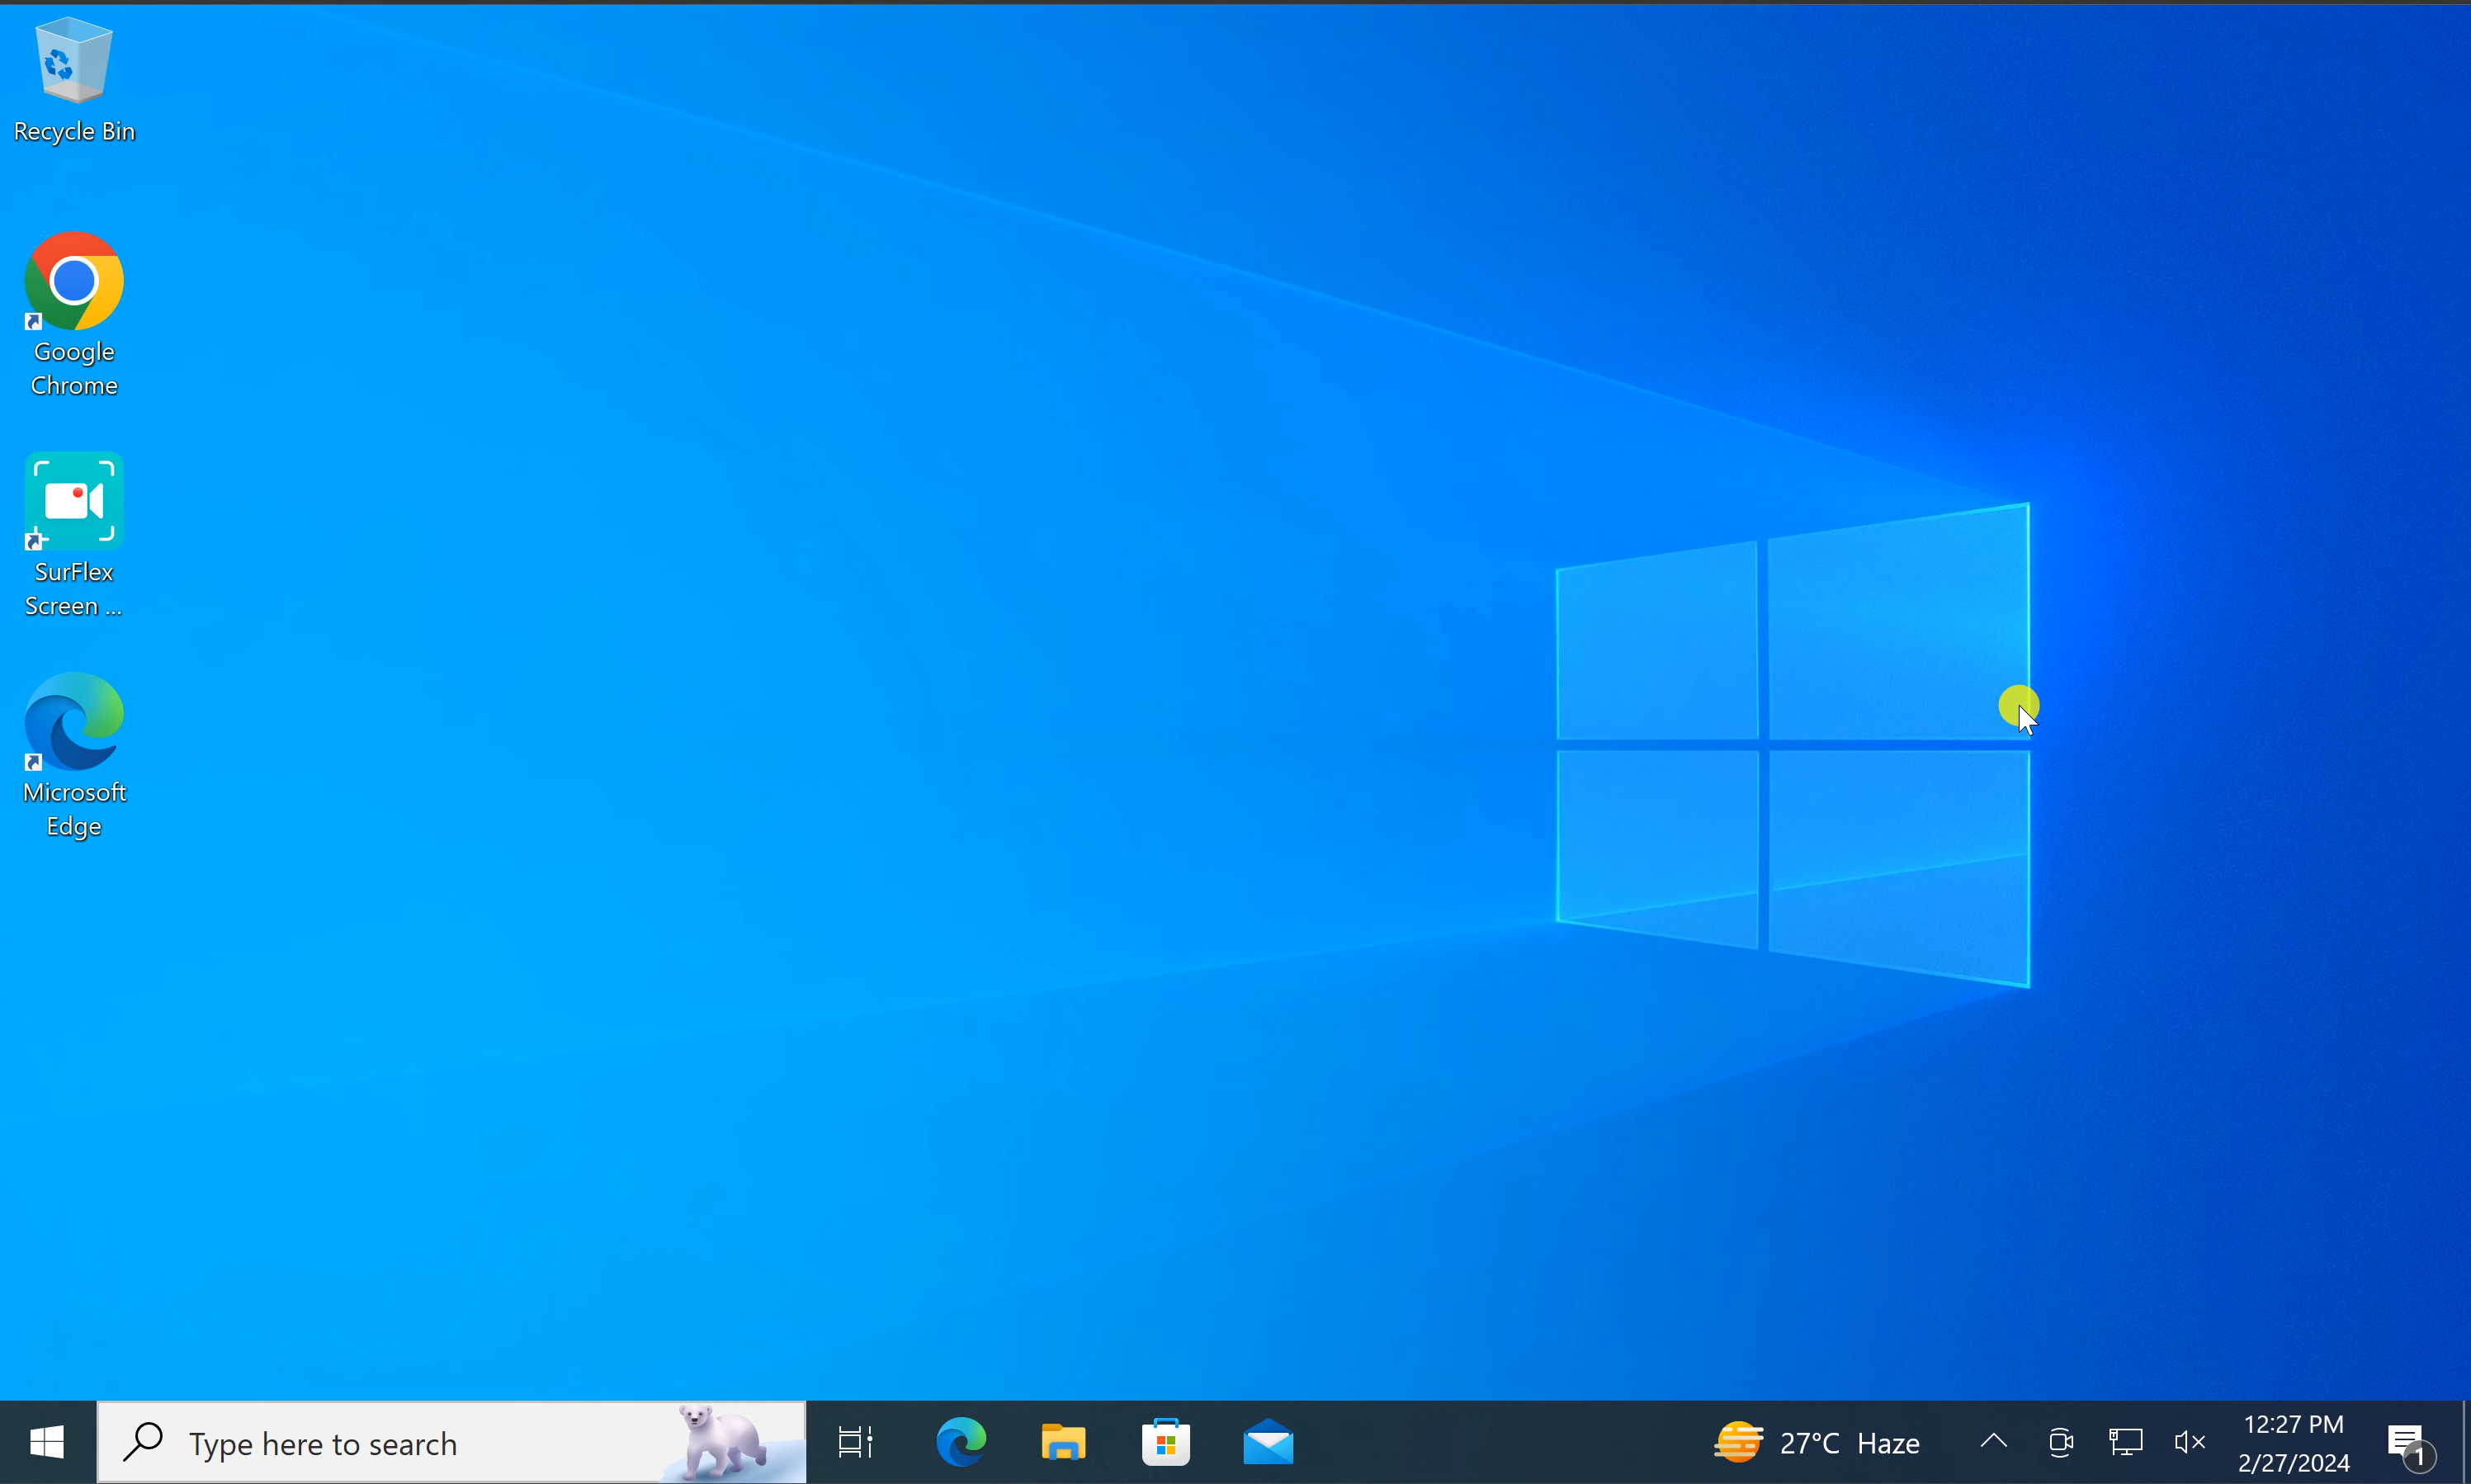 Recycle Bin
Google
Chrome
SurFlex
Screen ...
Microsoft
Edge
Type here to search
27°C Haze
12:27 PM
2/27/2024
1